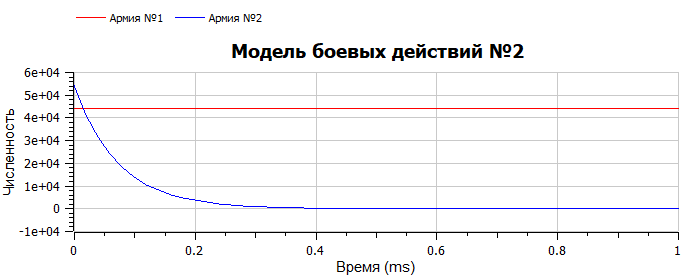 Армия №1 Армия №2
Модель боевых действий №2
Численность
6e+04
5e+04
4e+04
3e+04
2e+04
1e+04
0
-1e+04
0 0.2 0.4 0.6 0.8 1
Время (ms)